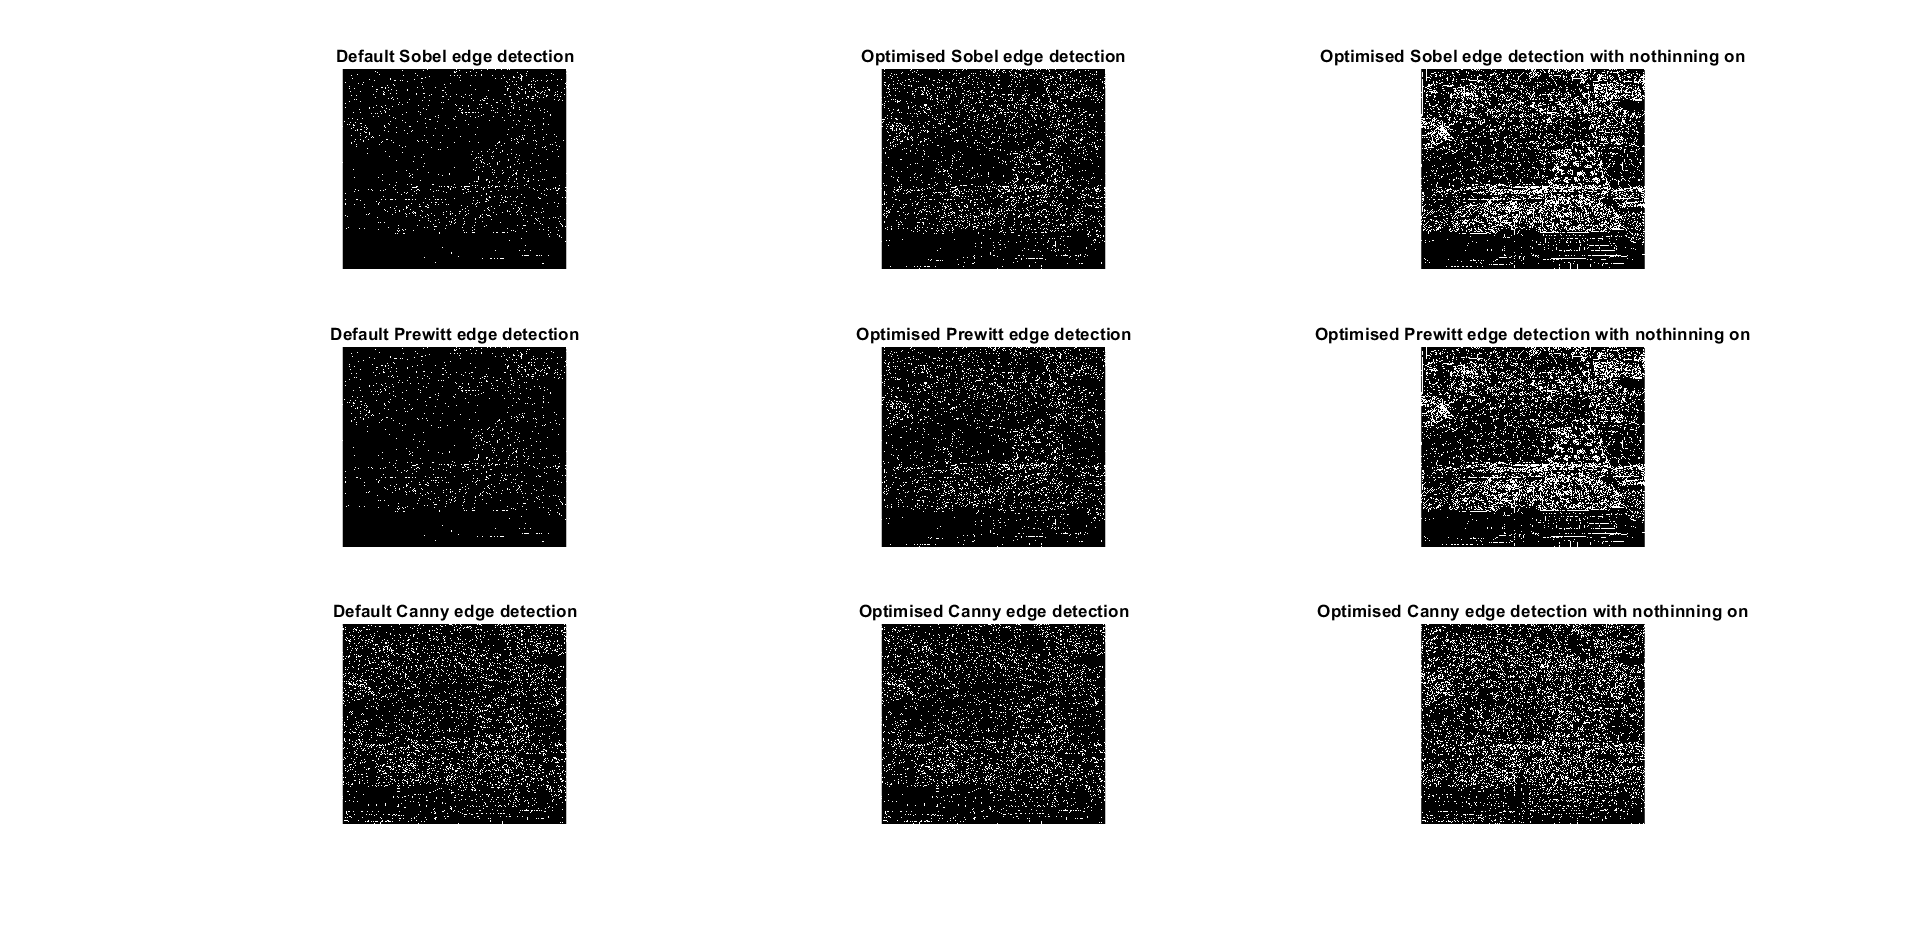 Default Sobel edge detection
Optimised Sobel edge detection
Optimised Sobel edge detection with nothinning on
Default Prewitt edge detection
Optimised Prewitt edge detection
Optimised Prewitt edge detection with nothinning on
Default Canny edge detection
Optimised Canny edge detection
Optimised Canny edge detection with nothinning on